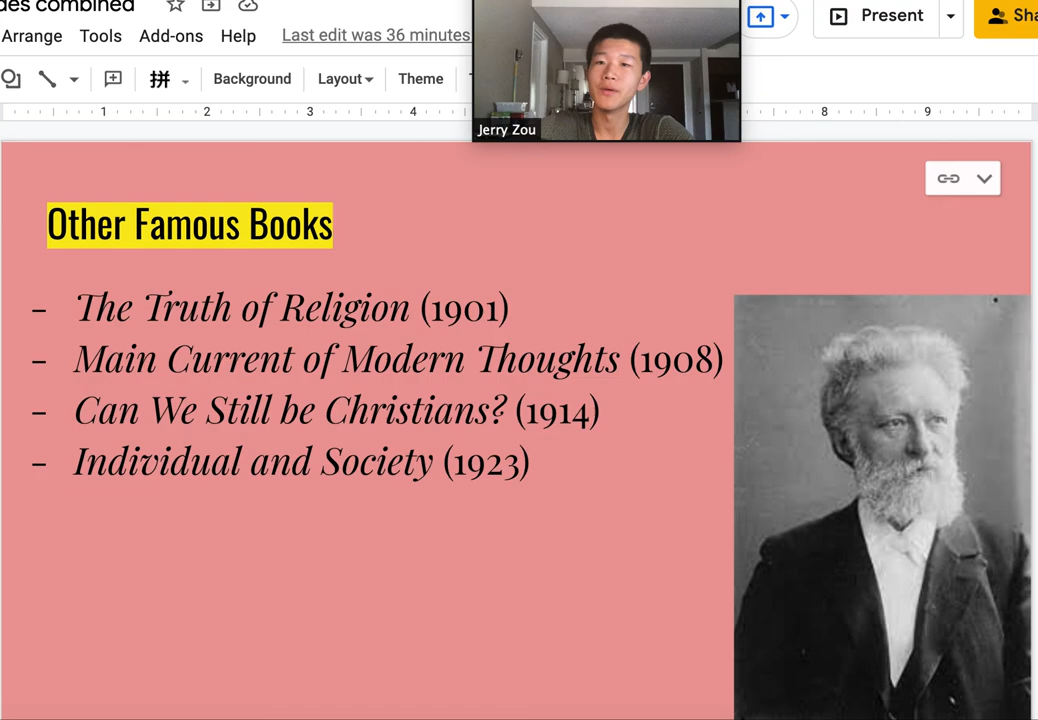 des combined
Arrange Tools Add-ons Help Last edit was 36 minutes
Present
Sha
拼 Background Layout Theme
1 2 3 4 8 9
Jerry Zou
Other Famous Books
- The Truth of Religion (1901)
- Main Current of Modern Thoughts (1908)
- Can We Still be Christians? (1914)
- Individual and Society (1923)